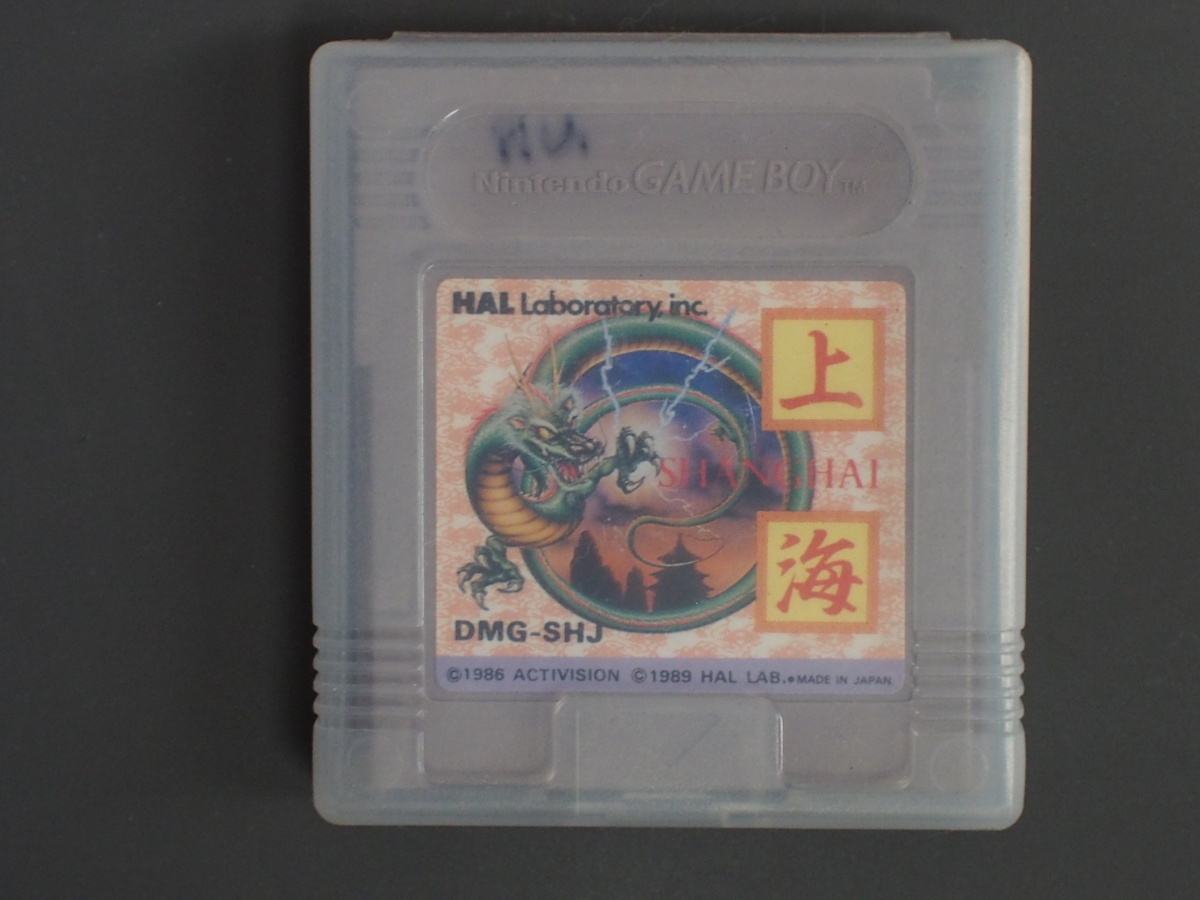 Nintendo GAME BOY TM
HAL Laboratory, inc.
上
SHANGHAI
海
DMG-SHJ
©1986 ACTIVISION ©1989 HAL LAB.●MADE IN JAPAN.